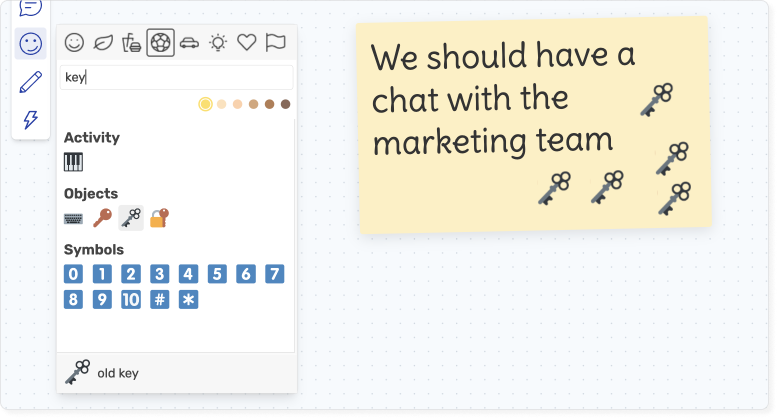 key
Activity
Objects
Symbols
0 1 2 3 4 5 6 7
8 9 10 # *
old key
We should have a
chat with the
marketing team